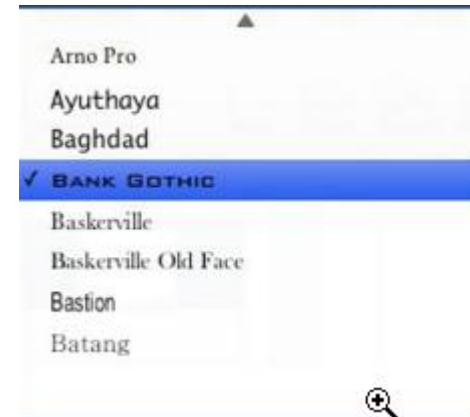 Arno Pro
Ayuthaya
Baghdad
✓ BANK GOTHIC
Baskerville
Baskerville Old Face
Bastion
Batang